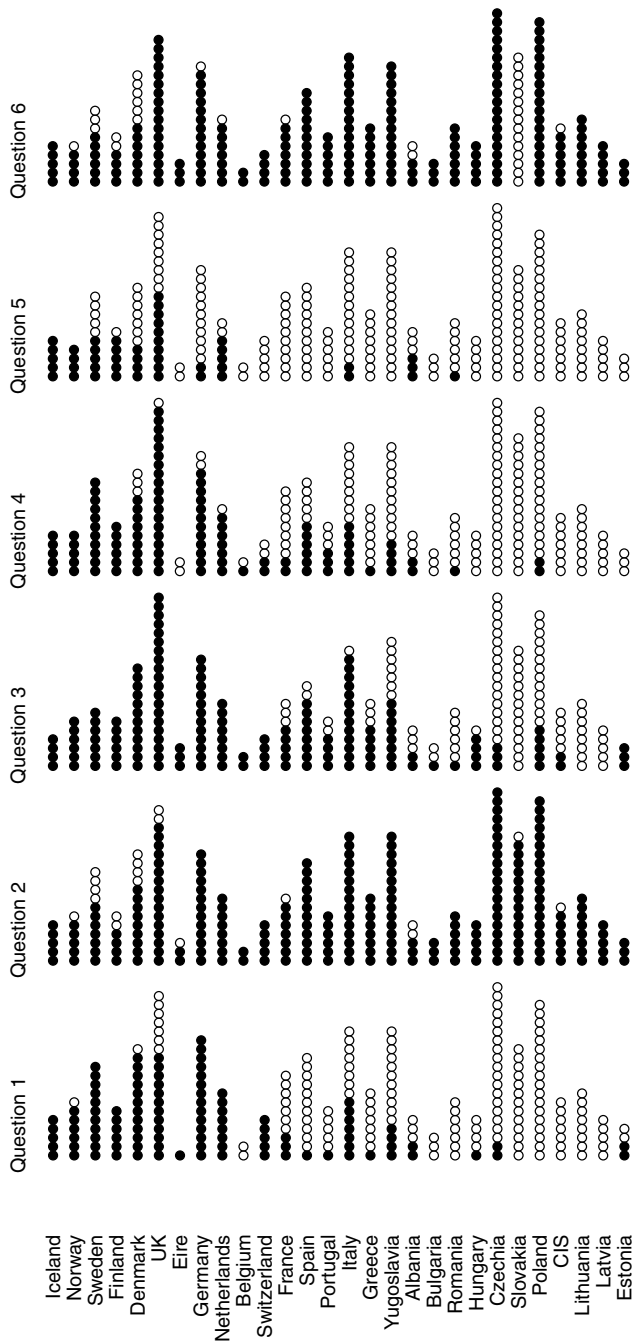 Question 1
Question 2
Question 3
Question 4
Question 5
Question 6
Iceland
Norway
Sweden
Finland
Denmark
UK
Eire
Germany
Netherlands
Belgium
Switzerland
France
Spain
Portugal
Italy
Greece
Yugoslavia
Albania
Bulgaria
Romania
Hungary
Czechia
Slovakia
Poland
CIS
Lithuania
Latvia
Estonia